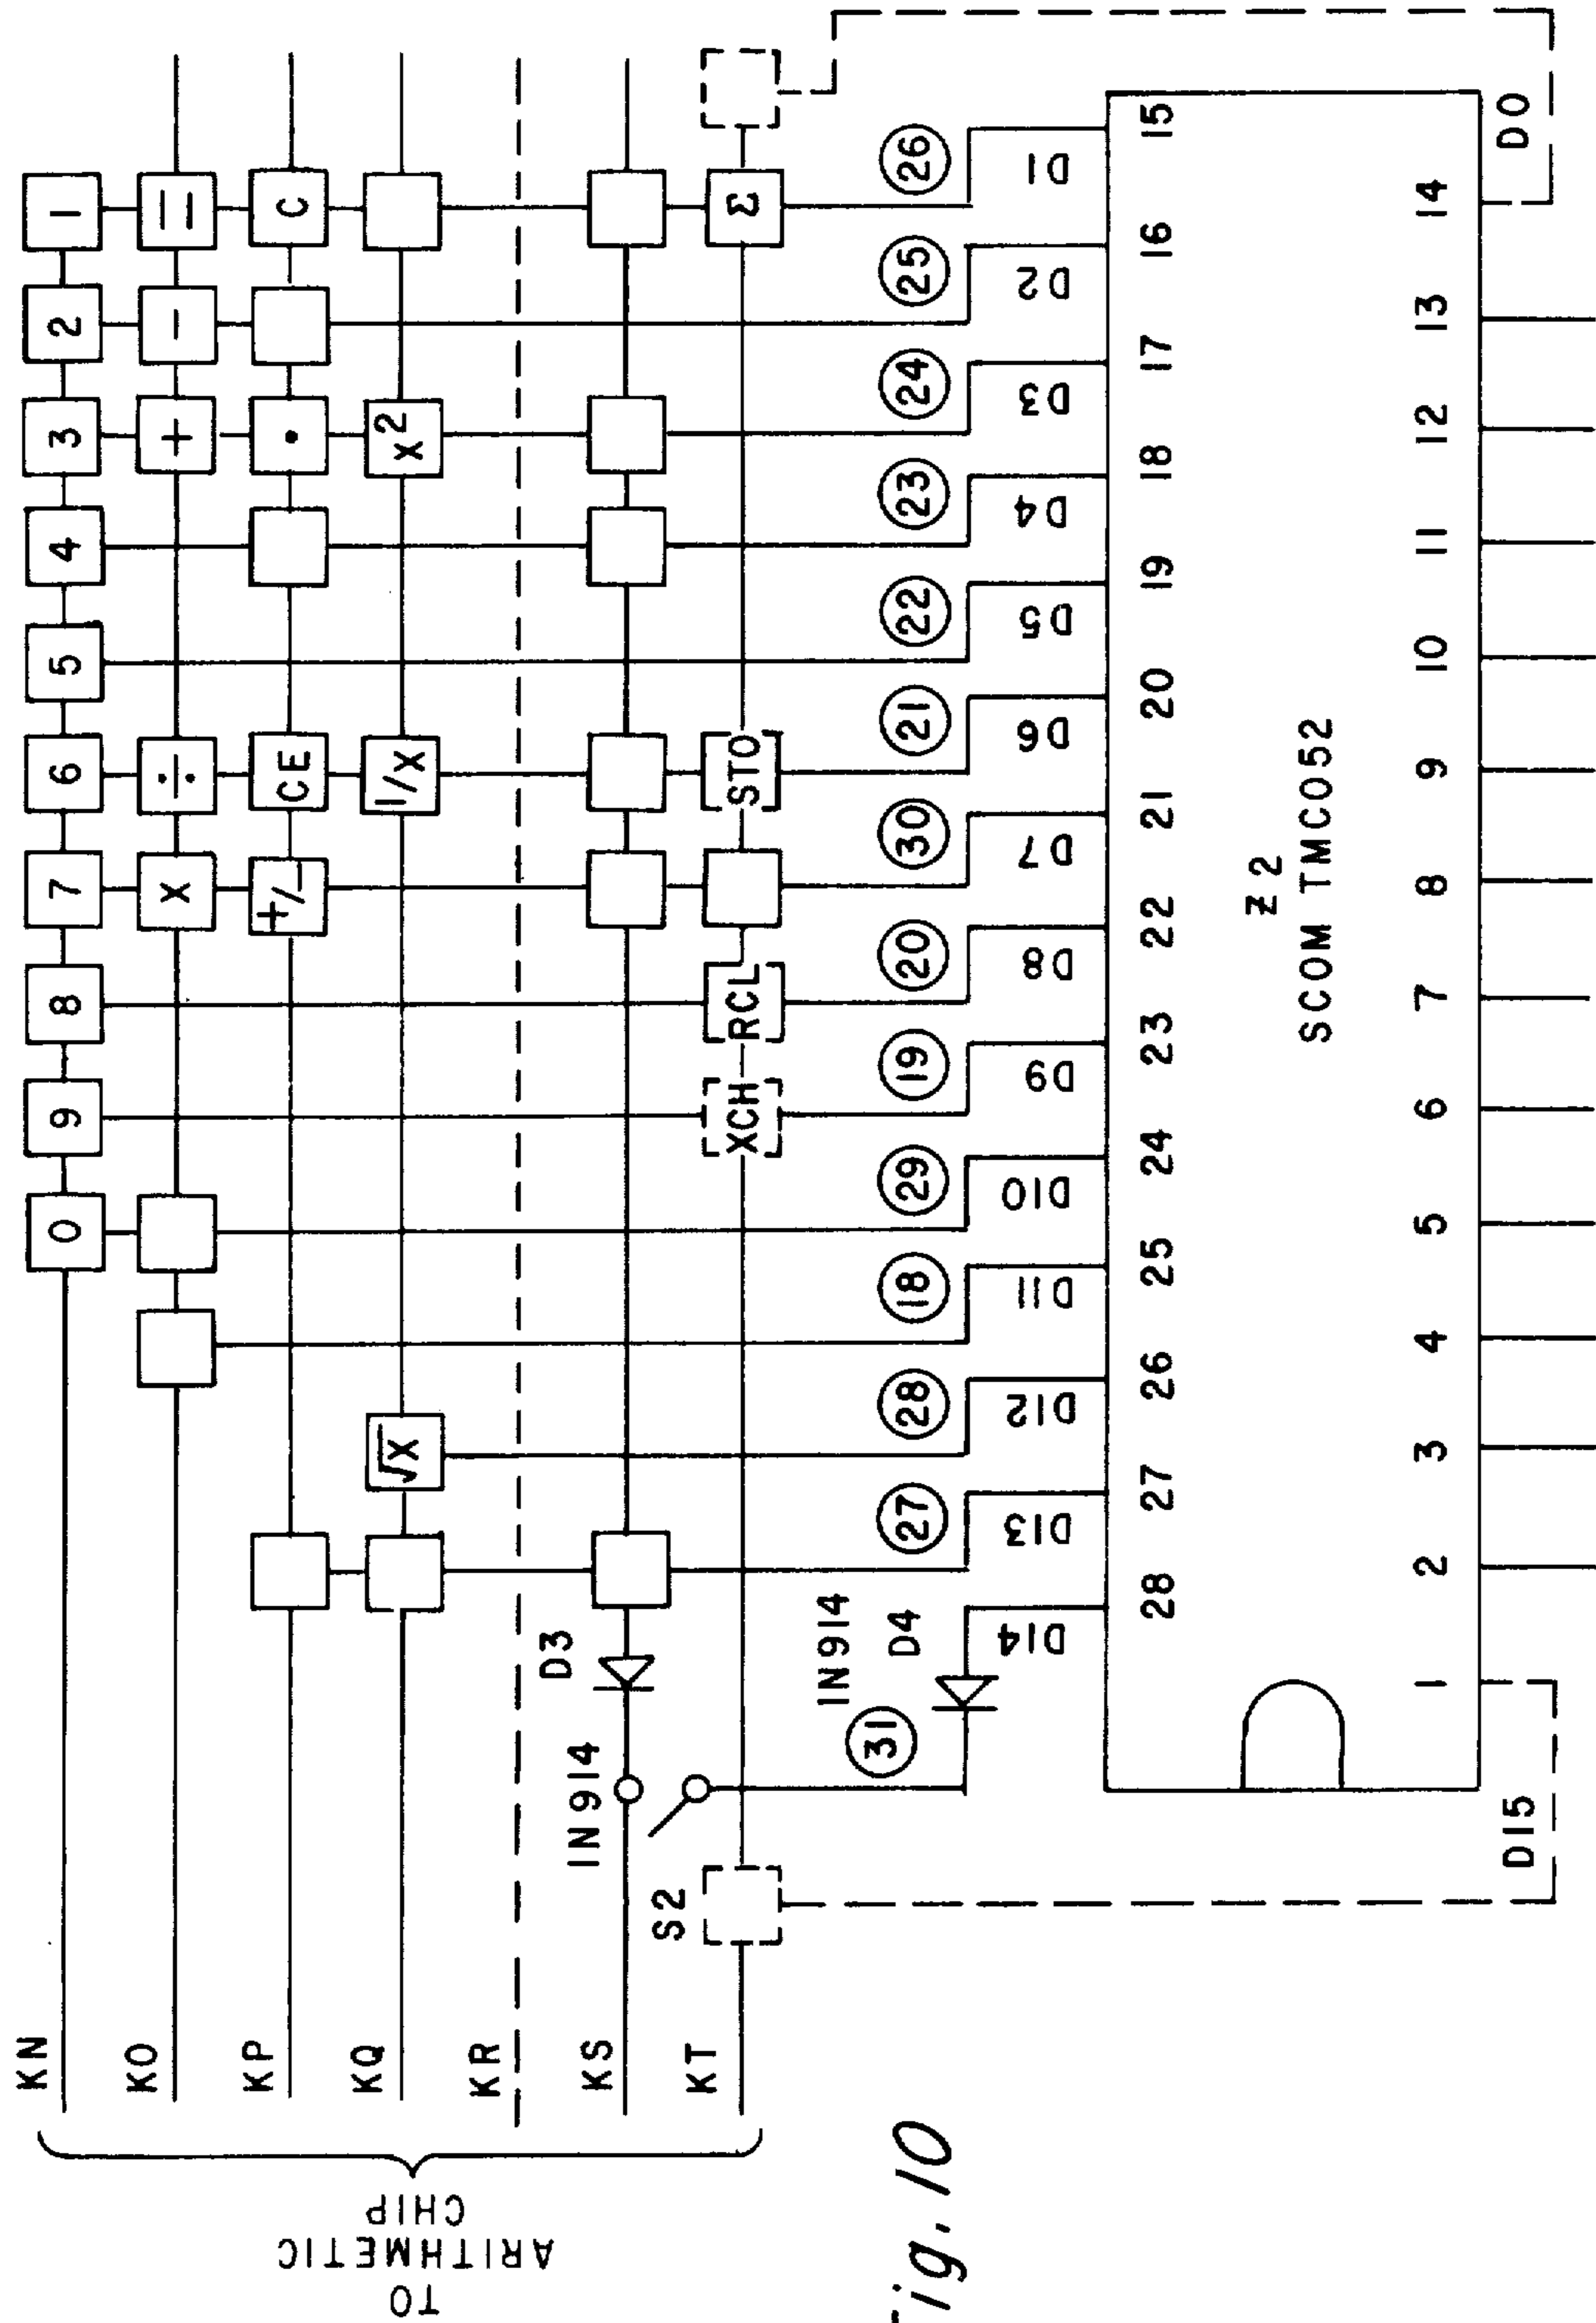 KN
KO
KP
KQ
KR
KS
KT
TO
ARITHMETIC
CHIP
0 9 8 7 6 5 4 3 2 1
X ÷ + - =
+/- CE • C
√X 1/X X²
XCH RCL STO Σ
D3
IN914
S2
IN914
D4
31 27 28 18 29 19 20 30 21 22 23 24 25 26
D14 D13 D12 D11 D10 D9 D8 D7 D6 D5 D4 D3 D2 D1
28 27 26 25 24 23 22 21 20 19 18 17 16 15
Z2
SCOM TMC052
1 2 3 4 5 6 7 8 9 10 11 12 13 14
D15
D0
Fig. 10